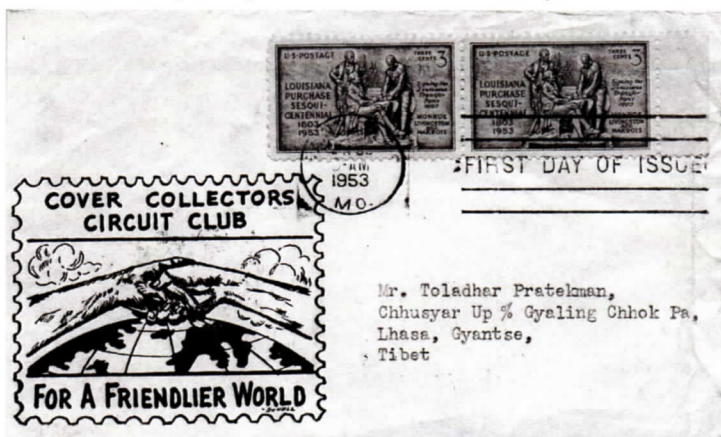 U·S·POSTAGE
THREE CENTS 3
LOUISIANA
PURCHASE
SESQUI-
CENTENNIAL
1803
1953
MONROE
LIVINGSTON
MARBOIS
U·S·POSTAGE
THREE CENTS 3
LOUISIANA
PURCHASE
SESQUI-
CENTENNIAL
1803
1953
LIVINGSTON
MARBOIS
AM
1953
MO.
FIRST DAY OF ISSUE
COVER COLLECTORS
CIRCUIT CLUB
FOR A FRIENDLIER WORLD
Mr. Toladhar Pratekman,
Chhusyar Up % Gyaling Chhok Pa,
Lhasa, Gyantse,
Tibet